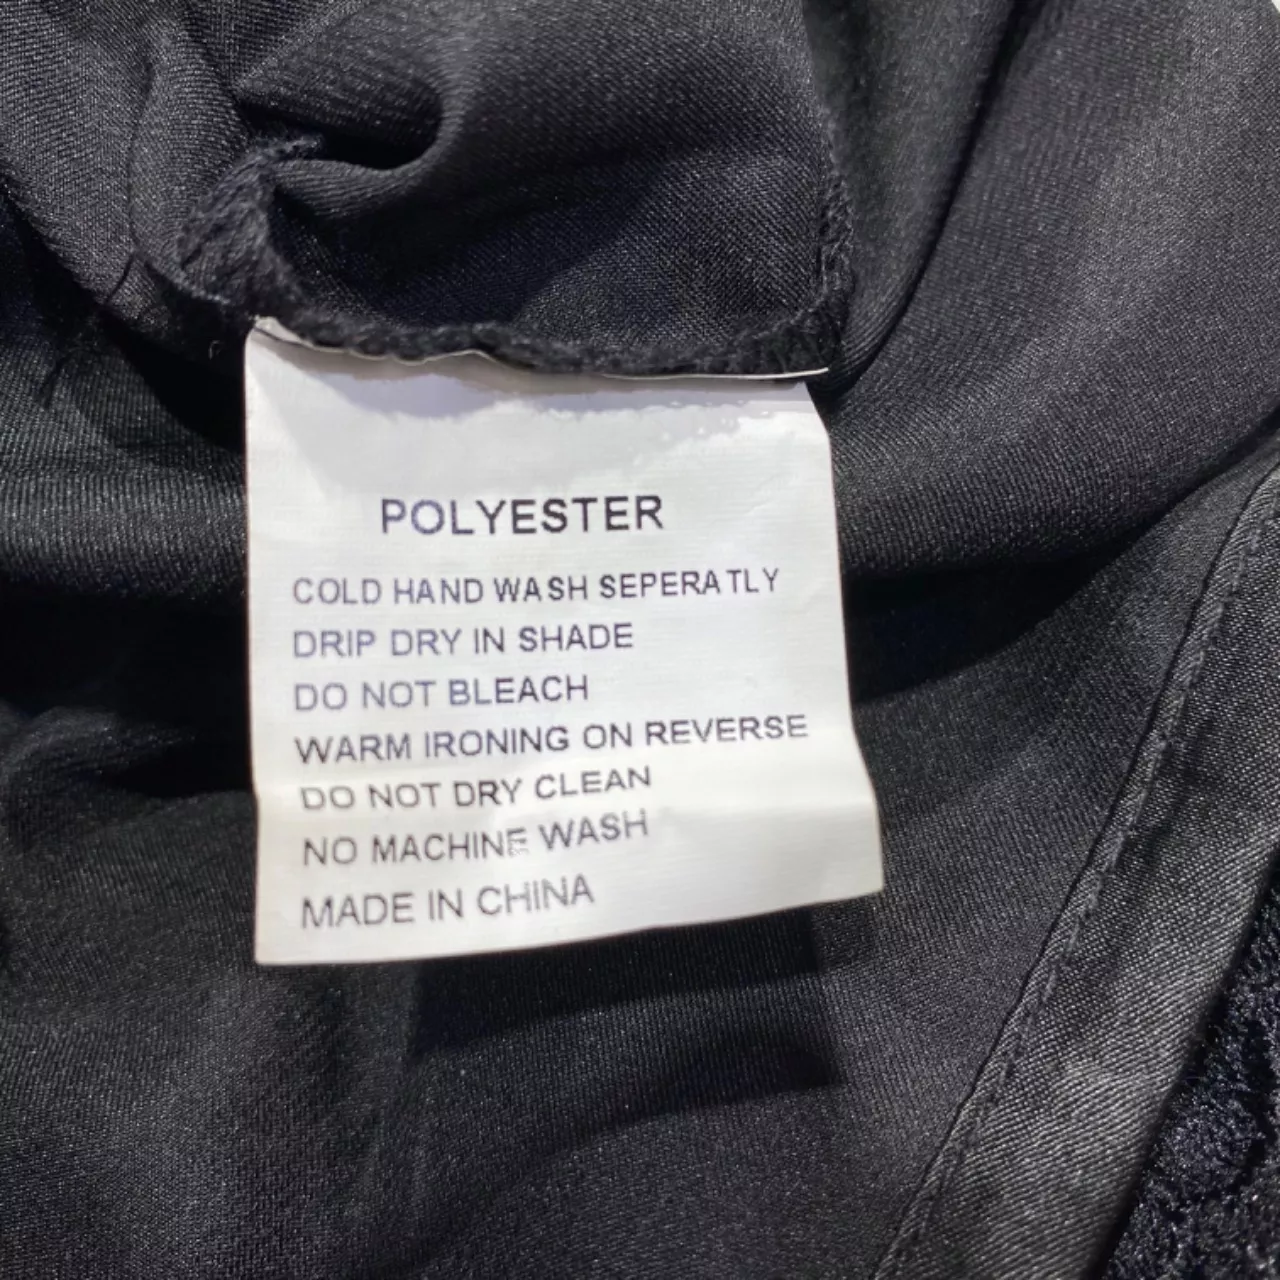 POLYESTER
COLD HAND WASH SEPERATLY
DRIP DRY IN SHADE
DO NOT BLEACH
WARM IRONING ON REVERSE
DO NOT DRY CLEAN
NO MACHINE WASH
MADE IN CHINA